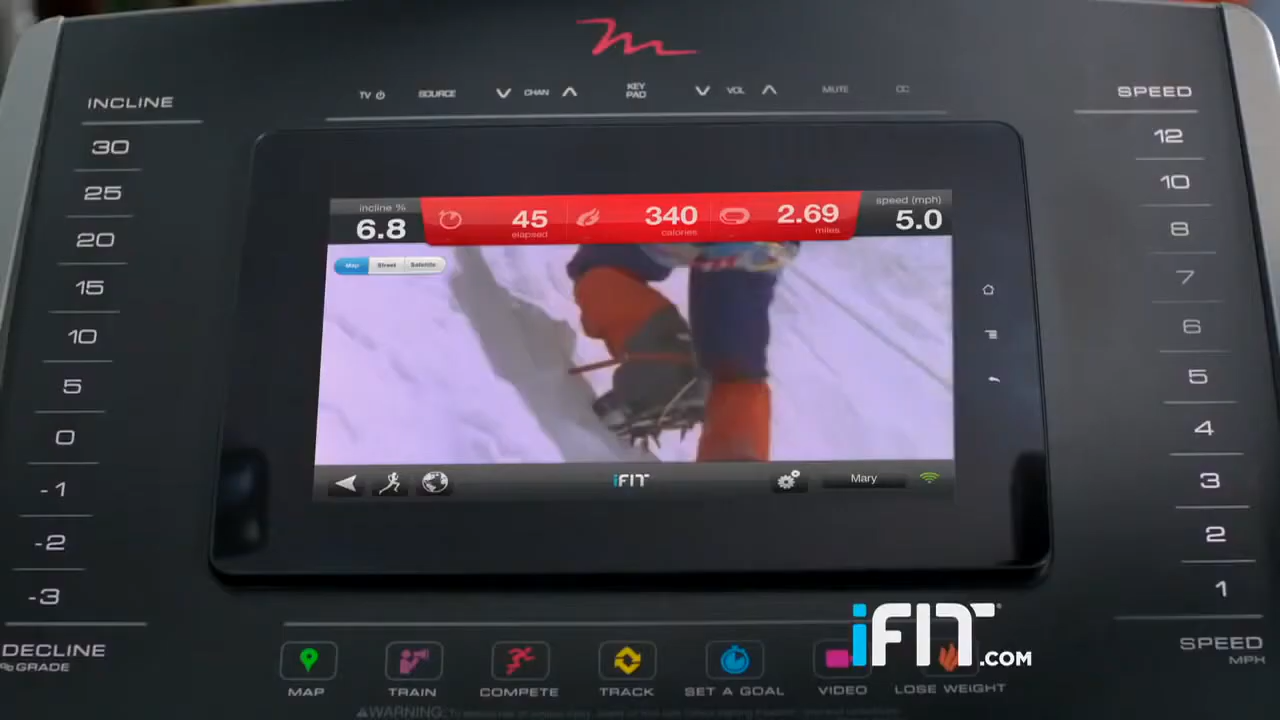 TV SOURCE CHAN KEY PAD VOL MUTE CC
INCLINE
30
25
20
15
10
5
0
-1
-2
-3
DECLINE
% GRADE
incline %
6.8
45
elapsed
340
calories
2.69
miles
speed (mph)
5.0
Map Street Satellite
iFIT
Mary
SPEED
12
10
8
7
6
5
4
3
2
1
SPEED
MPH
iFIT
.COM
MAP TRAIN COMPETE TRACK SET A GOAL VIDEO LOSE WEIGHT
WARNING: